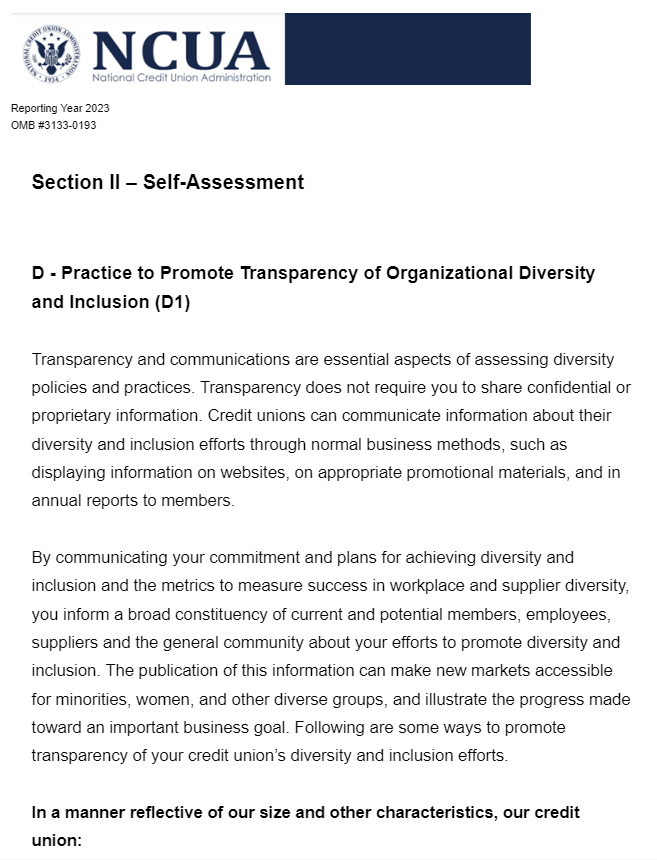 NATIONAL CREDIT UNION ADMINISTRATION
1934
NCUA
National Credit Union Administration
Reporting Year 2023
OMB #3133-0193
Section II – Self-Assessment
D - Practice to Promote Transparency of Organizational Diversity
and Inclusion (D1)
Transparency and communications are essential aspects of assessing diversity
policies and practices. Transparency does not require you to share confidential or
proprietary information. Credit unions can communicate information about their
diversity and inclusion efforts through normal business methods, such as
displaying information on websites, on appropriate promotional materials, and in
annual reports to members.
By communicating your commitment and plans for achieving diversity and
inclusion and the metrics to measure success in workplace and supplier diversity,
you inform a broad constituency of current and potential members, employees,
suppliers and the general community about your efforts to promote diversity and
inclusion. The publication of this information can make new markets accessible
for minorities, women, and other diverse groups, and illustrate the progress made
toward an important business goal. Following are some ways to promote
transparency of your credit union’s diversity and inclusion efforts.
In a manner reflective of our size and other characteristics, our credit
union: